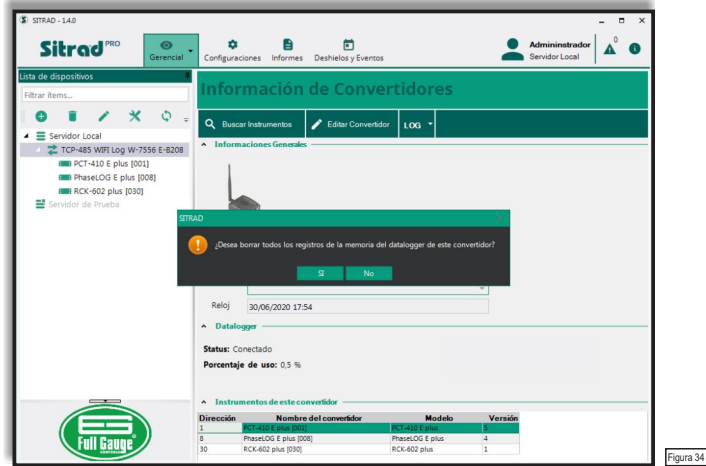 SITRAD - 1.4.0
Sitrad PRO
Gerencial
Configuraciones
Informes
Deshielos y Eventos
Admininstrador
Servidor Local
0
Lista de dispositivos
Filtrar ítems...
Servidor Local
TCP-485 WIFI Log W-7556 E-8208
PCT-410 E plus [001]
PhaseLOG E plus [008]
RCK-602 plus [030]
Servidor de Prueba
Información de Convertidores
Buscar Instrumentos
Editar Convertidor
LOG
Informaciones Generales
SITRAD
¿Desea borrar todos los registros de la memoria del datalogger de este convertidor?
Sí No
Reloj 30/06/2020 17:54
Datalogger
Status: Conectado
Porcentaje de uso: 0,5 %
Instrumentos de este convertidor
Dirección Nombre del convertidor Modelo Versión
1 PCT-410 E plus [001] PCT-410 E plus 5
8 PhaseLOG E plus [008] PhaseLOG E plus 4
30 RCK-602 plus [030] RCK-602 plus 1
Full Gauge
CONTROLS
Figura 34